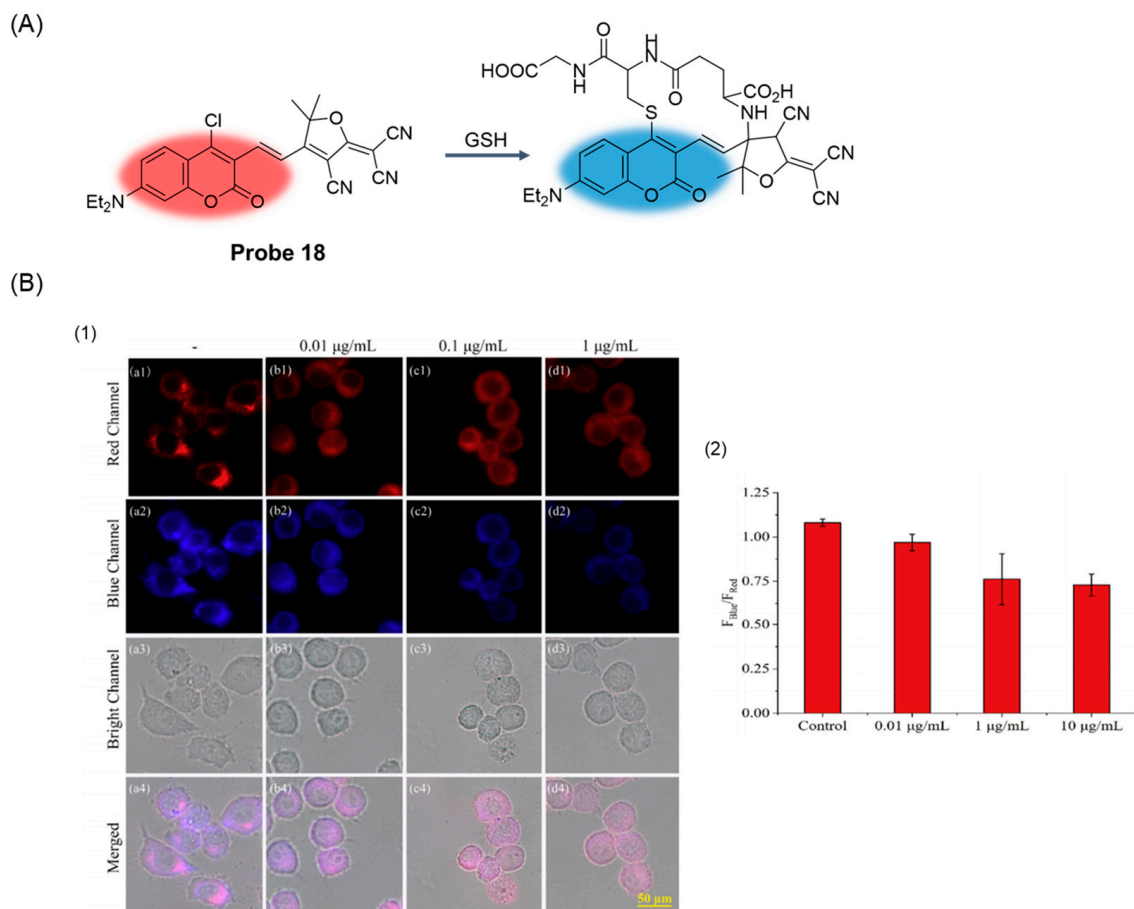 (A)
HOOC
O
H
N
N
H
O
CO₂H
S
NH
CN
CN
O
CN
Et₂N
O
O
Cl
O
CN
CN
CN
Et₂N
O
O
GSH
Probe 18
(B)
(1)
- 0.01 µg/mL 0.1 µg/mL 1 µg/mL
Red Channel
(a1) (b1) (c1) (d1)
Blue Channel
(a2) (b2) (c2) (d2)
Bright Channel
(a3) (b3) (c3) (d3)
Merged
(a4) (b4) (c4) (d4)
50 µm
(2)
F_Blue/F_Red
1.25
1.00
0.75
0.50
0.25
0.00
Control 0.01 µg/mL 1 µg/mL 10 µg/mL